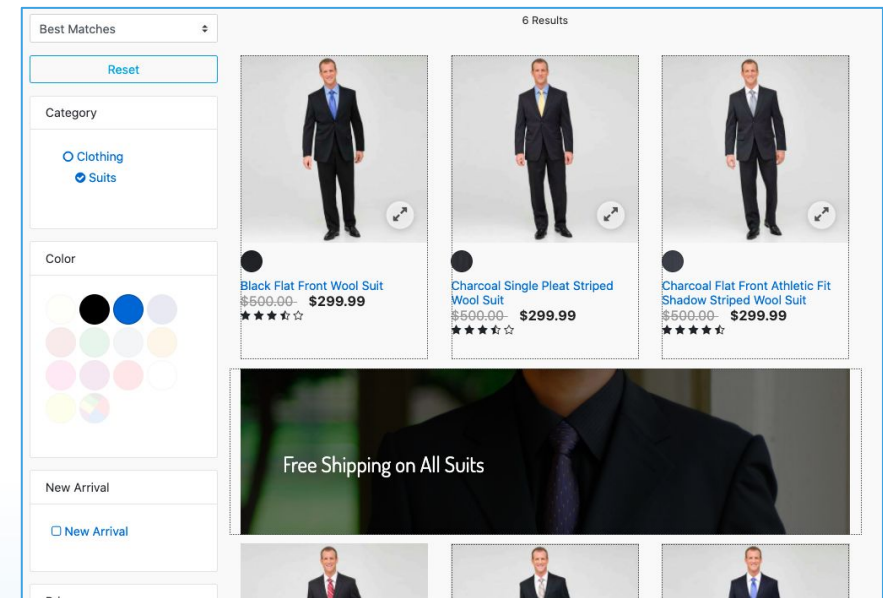 Best Matches
6 Results
Reset
Category
Clothing
Suits
Color
New Arrival
New Arrival
Black Flat Front Wool Suit
$500.00 $299.99
Charcoal Single Pleat Striped
Wool Suit
$500.00 $299.99
Charcoal Flat Front Athletic Fit
Shadow Striped Wool Suit
$500.00 $299.99
Free Shipping on All Suits